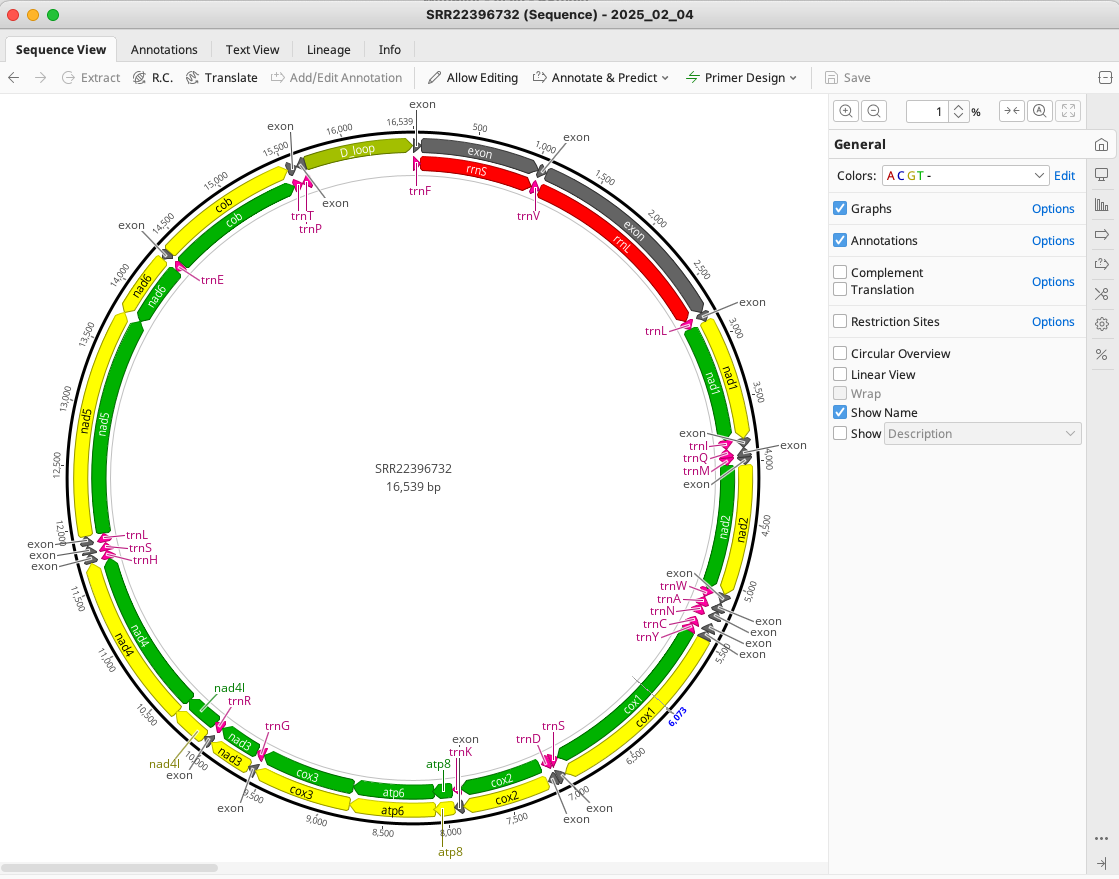 SRR22396732 (Sequence) - 2025_02_04
Sequence View Annotations Text View Lineage Info
Extract R.C. Translate Add/Edit Annotation Allow Editing Annotate & Predict Primer Design Save
1 %
General
Colors: A C G T - Edit
Graphs Options
Annotations Options
Complement
Translation Options
Restriction Sites Options
Circular Overview
Linear View
Wrap
Show Name
Show Description
SRR22396732
16,539 bp
16,539
500
1,000
1,500
2,000
2,500
3,000
3,500
4,000
4,500
5,000
5,500
6,073
6,500
7,000
7,500
8,000
8,500
9,000
9,500
10,000
10,500
11,000
11,500
12,000
12,500
13,000
13,500
14,000
14,500
15,000
15,500
16,000
exon
exon
rrnS
trnF
exon
trnV
exon
rrnL
exon
trnL
nad1
nad1
exon
trnI
exon
trnQ
trnM
exon
nad2
nad2
exon
trnW
trnA
trnN
trnC
trnY
exon
exon
exon
exon
cox1
cox1
trnS
trnD
exon
exon
cox2
cox2
exon
trnK
atp8
atp8
atp6
atp6
cox3
cox3
trnG
exon
nad3
nad3
trnR
exon
nad4l
nad4l
nad4
nad4
trnH
trnS
trnL
exon
exon
exon
nad5
nad5
nad6
nad6
trnE
exon
cob
cob
exon
trnT
trnP
exon
D_loop